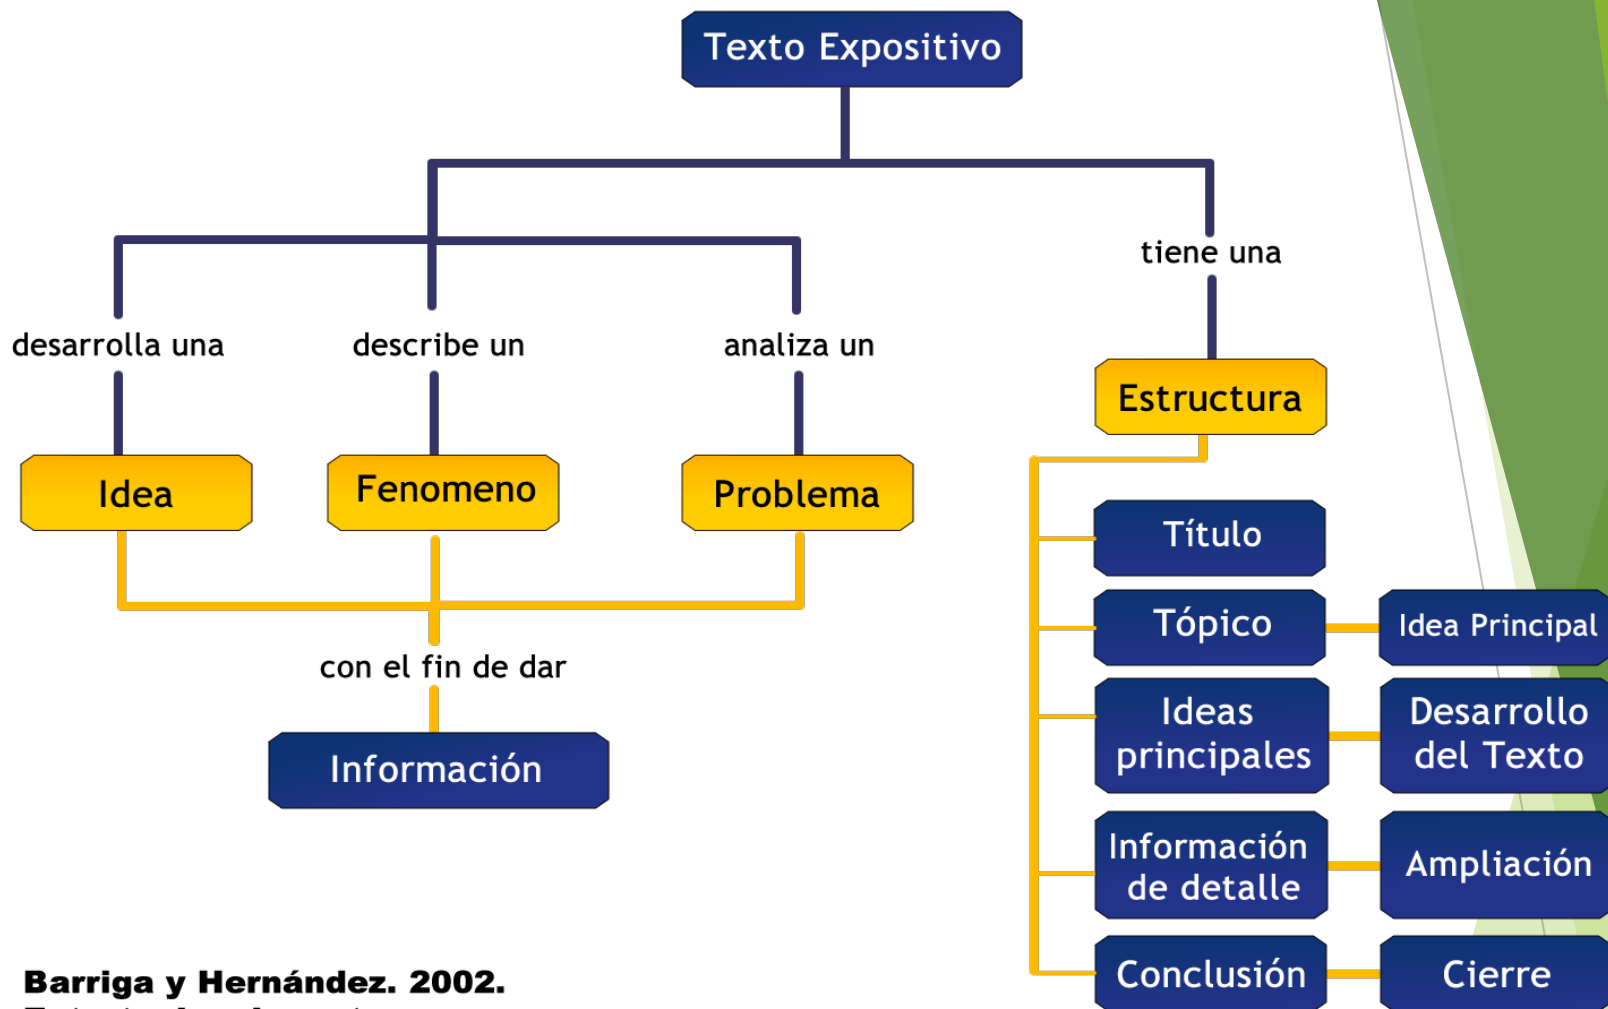 Texto Expositivo
tiene una
desarrolla una
describe un
analiza un
Estructura
Idea
Fenomeno
Problema
Título
Tópico
Idea Principal
con el fin de dar
Ideas
principales
Desarrollo
del Texto
Información
Información
de detalle
Ampliación
Conclusión
Cierre
Barriga y Hernández. 2002.